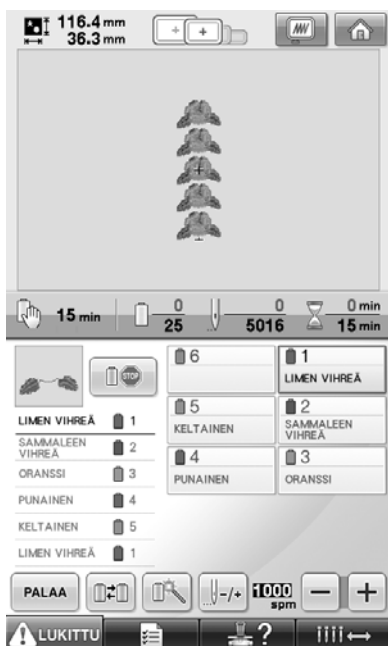 116.4 mm
36.3 mm
15 min
0
25
0
5016
0 min
15 min
STOP
6
1
LIMEN VIHREÄ
5
KELTAINEN
2
SAMMALEEN
VIHREÄ
4
PUNAINEN
3
ORANSSI
LIMEN VIHREÄ 1
SAMMALEEN
VIHREÄ 2
ORANSSI 3
PUNAINEN 4
KELTAINEN 5
LIMEN VIHREÄ 1
PALAA
-/+
1000
spm
− +
LUKITTU
?